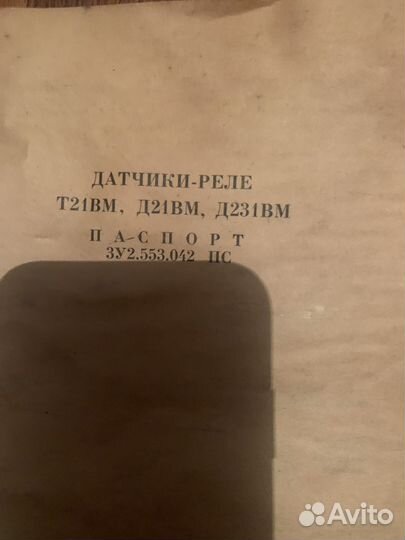 ДАТЧИКИ-РЕЛЕ
Т21ВМ, Д21ВМ, Д231ВМ
ПАСПОРТ
3У2.553.042 ПС
Avito